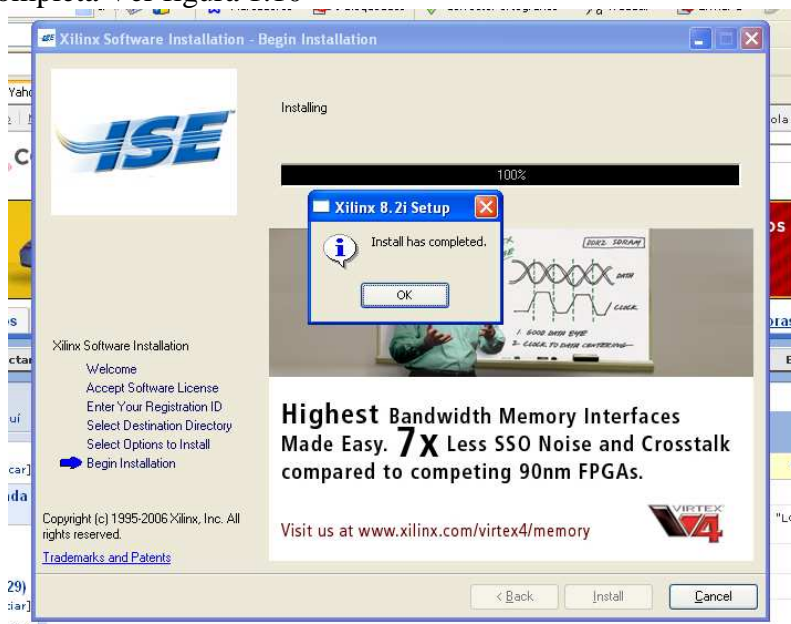 Xilinx Software Installation - Begin Installation
ISE
Installing
100%
Xilinx 8.2i Setup
Install has completed.
OK
DDR2 SDRAM
DATA
CLOCK
1. GOOD DATA EYE
2. CLOCK TO DATA CENTERING
Xilinx Software Installation
Welcome
Accept Software License
Enter Your Registration ID
Select Destination Directory
Select Options to Install
Begin Installation
Highest Bandwidth Memory Interfaces
Made Easy. 7X Less SSO Noise and Crosstalk
compared to competing 90nm FPGAs.
Visit us at www.xilinx.com/virtex4/memory
VIRTEX
4
Copyright (c) 1995-2006 Xilinx, Inc. All
rights reserved.
Trademarks and Patents
< Back
Install
Cancel